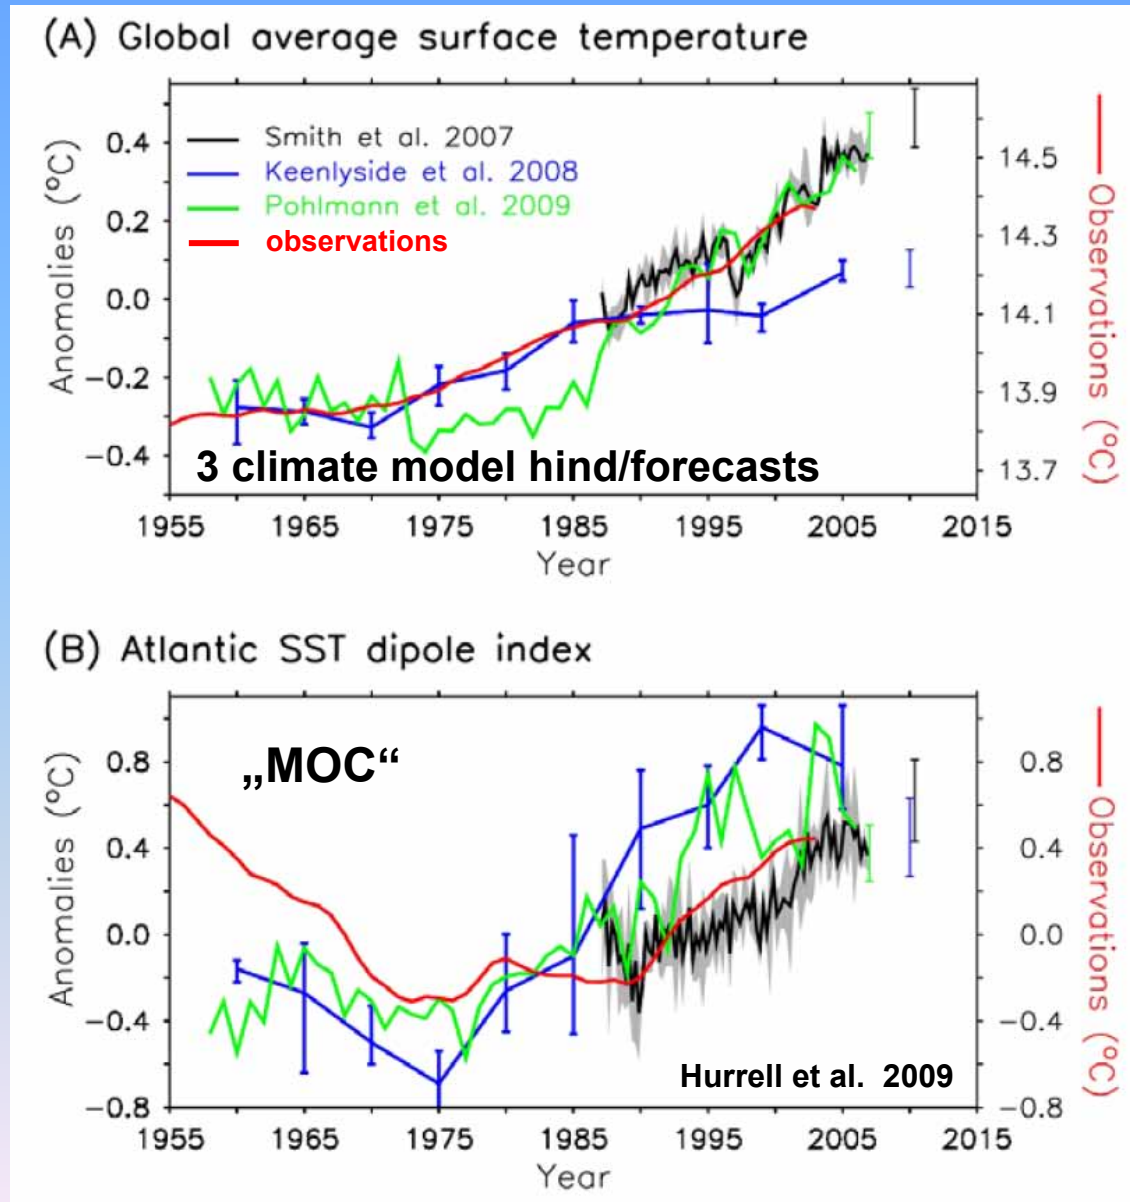 (A) Global average surface temperature
Smith et al. 2007
Keenlyside et al. 2008
Pohlmann et al. 2009
observations
3 climate model hind/forecasts
Anomalies (°C)
0.4
0.2
0.0
−0.2
−0.4
14.5
14.3
14.1
13.9
13.7
Observations (°C)
1955 1965 1975 1985 1995 2005 2015
Year
(B) Atlantic SST dipole index
„MOC“
Hurrell et al. 2009
Anomalies (°C)
0.8
0.4
0.0
−0.4
−0.8
0.8
0.4
0.0
−0.4
−0.8
Observations (°C)
1955 1965 1975 1985 1995 2005 2015
Year